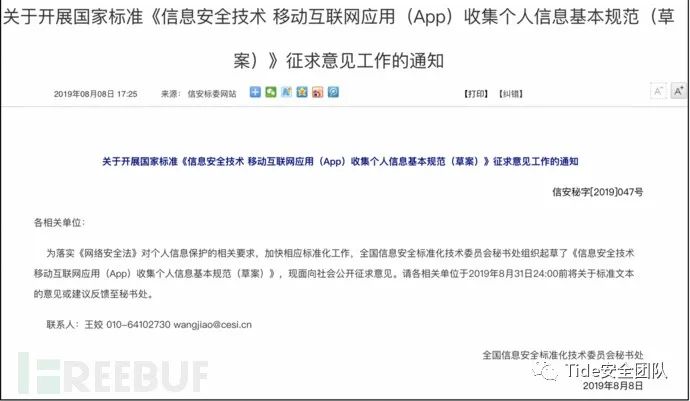 关于开展国家标准《信息安全技术 移动互联网应用（App）收集个人信息基本规范（草
案）》征求意见工作的通知
2019年08月08日 17:25 来源： 信安标委网站 【打印】 【纠错】 A- A+
关于开展国家标准《信息安全技术 移动互联网应用（App）收集个人信息基本规范（草案）》征求意见工作的通知
信安秘字[2019]047号
各相关单位：
为落实《网络安全法》对个人信息保护的相关要求，加快相应标准化工作，全国信息安全标准化技术委员会秘书处组织起草了《信息安全技术
移动互联网应用（App）收集个人信息基本规范（草案）》，现面向社会公开征求意见。请各相关单位于2019年8月31日24:00前将关于标准文本
的意见或建议反馈至秘书处。
联系人：王姣 010-64102730 wangjiao@cesi.cn
全国信息安全标准化技术委员会秘书处
2019年8月8日
FREEBUF
Tide安全团队